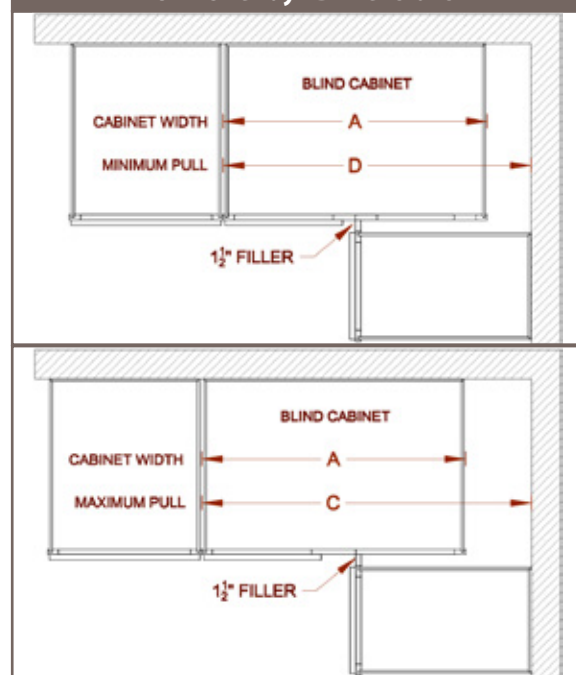 BLIND CABINET
CABINET WIDTH A
MINIMUM PULL D
1½" FILLER
BLIND CABINET
CABINET WIDTH A
MAXIMUM PULL C
1½" FILLER